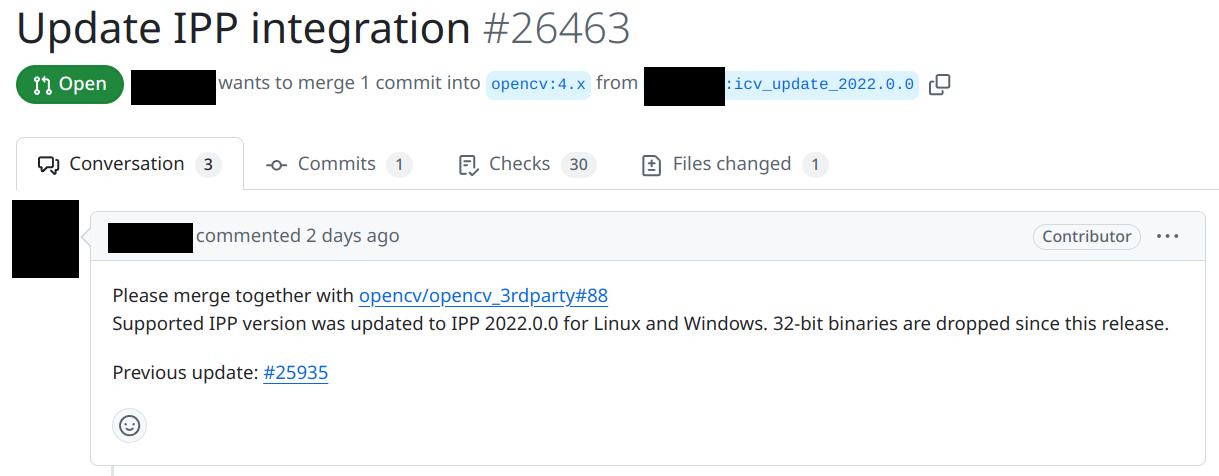 Update IPP integration #26463
Open wants to merge 1 commit into opencv:4.x from :icv_update_2022.0.0
Conversation 3 Commits 1 Checks 30 Files changed 1
commented 2 days ago Contributor
Please merge together with opencv/opencv_3rdparty#88
Supported IPP version was updated to IPP 2022.0.0 for Linux and Windows. 32-bit binaries are dropped since this release.
Previous update: #25935